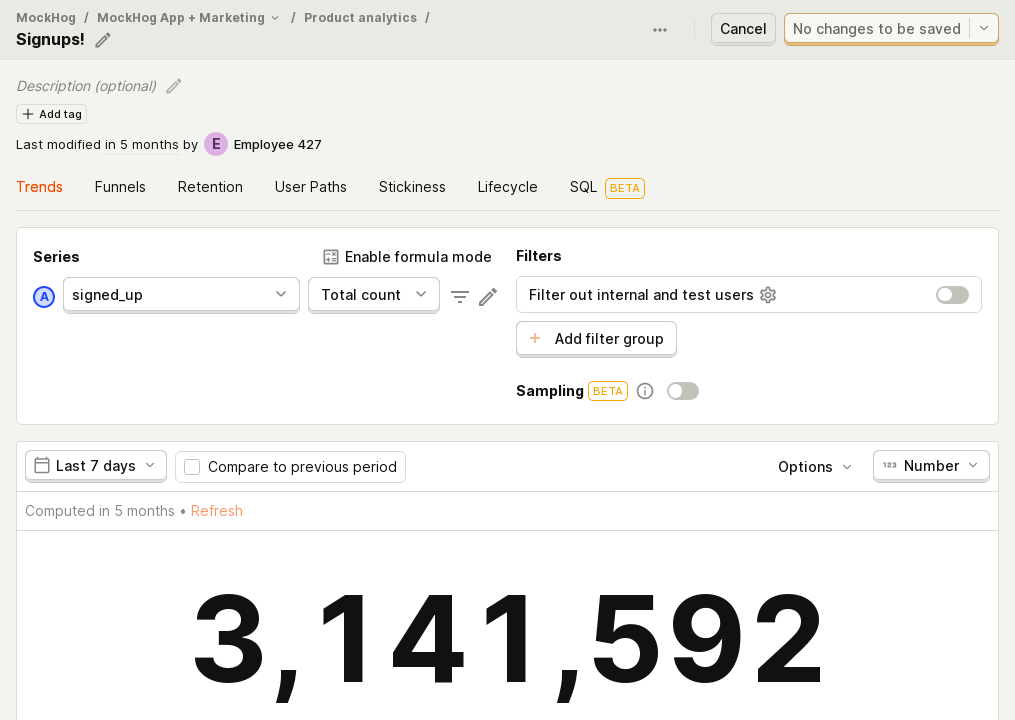 MockHog / MockHog App + Marketing / Product analytics /
Signups!
Cancel
No changes to be saved
Description (optional)
Add tag
Last modified in 5 months by E Employee 427
Trends Funnels Retention User Paths Stickiness Lifecycle SQL BETA
Series
Enable formula mode
A signed_up Total count
Filters
Filter out internal and test users
+ Add filter group
Sampling BETA
Last 7 days
Compare to previous period
Options
123 Number
Computed in 5 months • Refresh
3,141,592